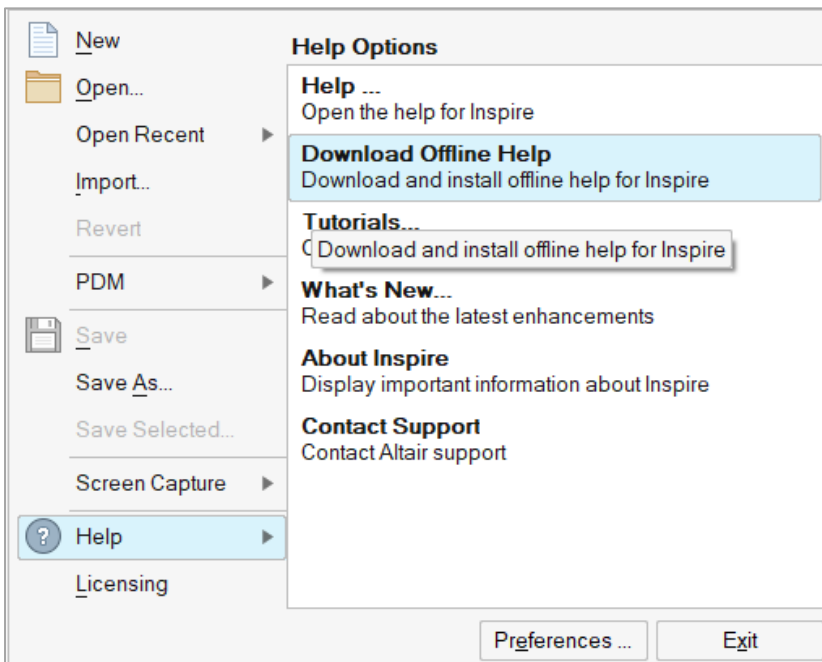 New
Open...
Open Recent
Import...
Revert
PDM
Save
Save As...
Save Selected...
Screen Capture
Help
Licensing
Help Options
Help ...
Open the help for Inspire
Download Offline Help
Download and install offline help for Inspire
Tutorials...
Download and install offline help for Inspire
What's New...
Read about the latest enhancements
About Inspire
Display important information about Inspire
Contact Support
Contact Altair support
Preferences ...
Exit